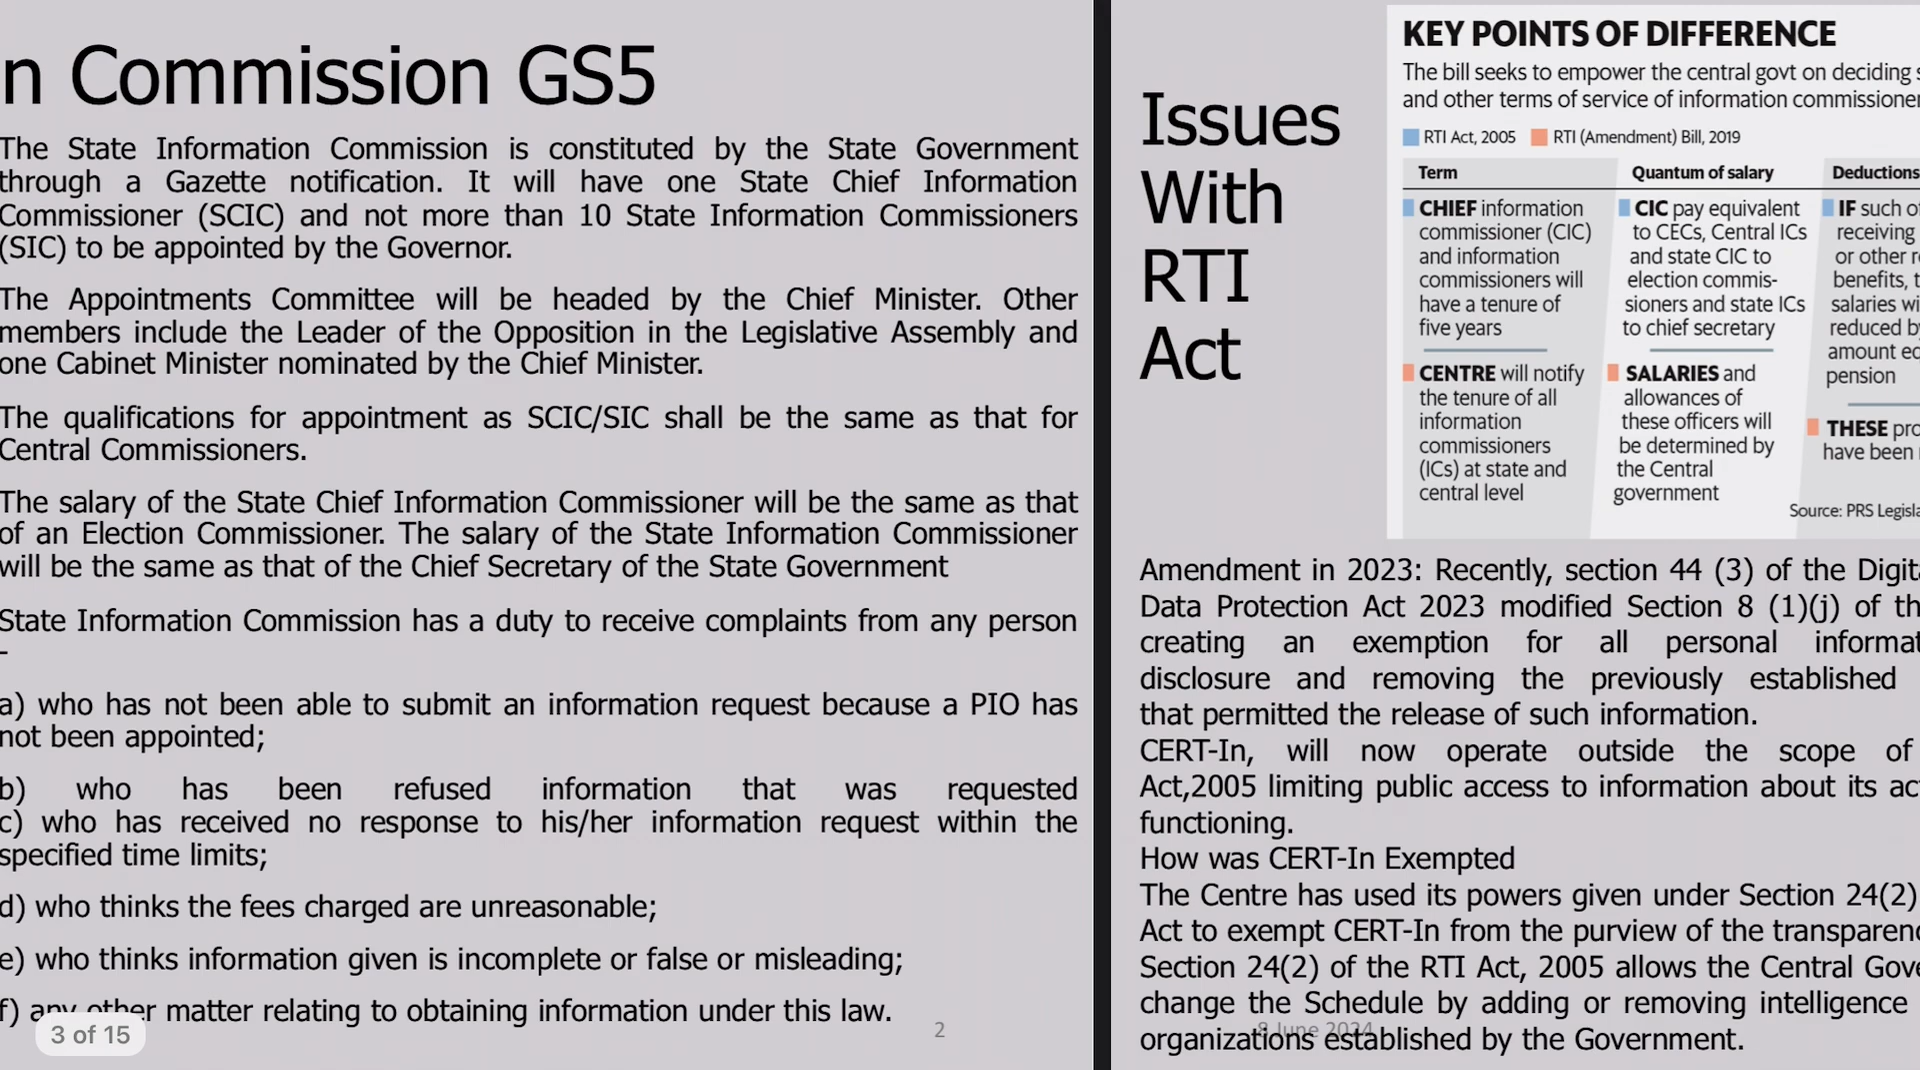 n Commission GS5
The State Information Commission is constituted by the State Government
through a Gazette notification. It will have one State Chief Information
Commissioner (SCIC) and not more than 10 State Information Commissioners
(SIC) to be appointed by the Governor.
The Appointments Committee will be headed by the Chief Minister. Other
members include the Leader of the Opposition in the Legislative Assembly and
one Cabinet Minister nominated by the Chief Minister.
The qualifications for appointment as SCIC/SIC shall be the same as that for
Central Commissioners.
The salary of the State Chief Information Commissioner will be the same as that
of an Election Commissioner. The salary of the State Information Commissioner
will be the same as that of the Chief Secretary of the State Government
State Information Commission has a duty to receive complaints from any person
-
a) who has not been able to submit an information request because a PIO has
not been appointed;
b) who has been refused information that was requested
c) who has received no response to his/her information request within the
specified time limits;
d) who thinks the fees charged are unreasonable;
e) who thinks information given is incomplete or false or misleading;
f) any other matter relating to obtaining information under this law.
3 of 15
2
Issues
With
RTI
Act
KEY POINTS OF DIFFERENCE
The bill seeks to empower the central govt on deciding s
and other terms of service of information commissioner
RTI Act, 2005 RTI (Amendment) Bill, 2019
Term
CHIEF information
commissioner (CIC)
and information
commissioners will
have a tenure of
five years
CENTRE will notify
the tenure of all
information
commissioners
(ICs) at state and
central level
Quantum of salary
CIC pay equivalent
to CECs, Central ICs
and state CIC to
election commis-
sioners and state ICs
to chief secretary
SALARIES and
allowances of
these officers will
be determined by
the Central
government
Deductions
IF such of
receiving
or other re
benefits, t
salaries wi
reduced by
amount eq
pension
THESE pro
have been
Source: PRS Legisla
Amendment in 2023: Recently, section 44 (3) of the Digita
Data Protection Act 2023 modified Section 8 (1)(j) of th
creating an exemption for all personal informat
disclosure and removing the previously established
that permitted the release of such information.
CERT-In, will now operate outside the scope of
Act,2005 limiting public access to information about its act
functioning.
How was CERT-In Exempted
The Centre has used its powers given under Section 24(2)
Act to exempt CERT-In from the purview of the transparenc
Section 24(2) of the RTI Act, 2005 allows the Central Gove
change the Schedule by adding or removing intelligence
organizations established by the Government.
8 June 2024